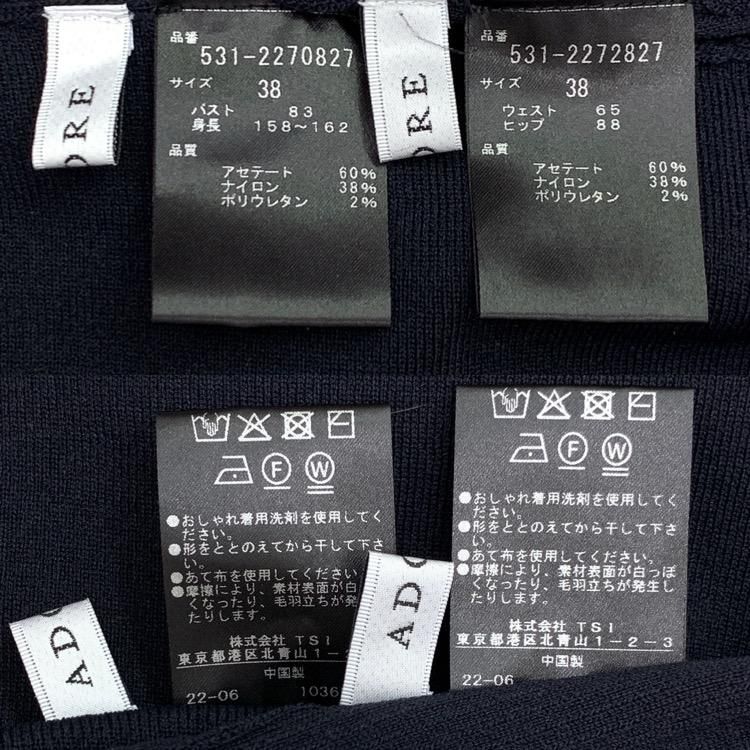 品番
531-2270827
サイズ
38
バスト 83
身長 158～162
品質
アセテート 60%
ナイロン 38%
ポリウレタン 2%
品番
531-2272827
サイズ
38
ウェスト 65
ヒップ 88
品質
アセテート 60%
ナイロン 38%
ポリウレタン 2%
F W
●おしゃれ着用洗剤を使用してく
ださい。
●形をととのえてから干して下さ
い。
●あて布を使用してください
●摩擦により、素材表面が白
くなったり、毛羽立ちが発
たりします。
株式会社 TSI
東京都港区北青山1-2
中国製
22-06 1036
F W
●おしゃれ着用洗剤を使用してく
ださい。
●形をととのえてから干して下さ
い。
●あて布を使用してください。
●摩擦により、素材表面が白っぽ
くなったり、毛羽立ちが発生し
たりします。
株式会社 TSI
東京都港区北青山1-2-3
中国製
22-06
ORE
ORE
ADO
ADO